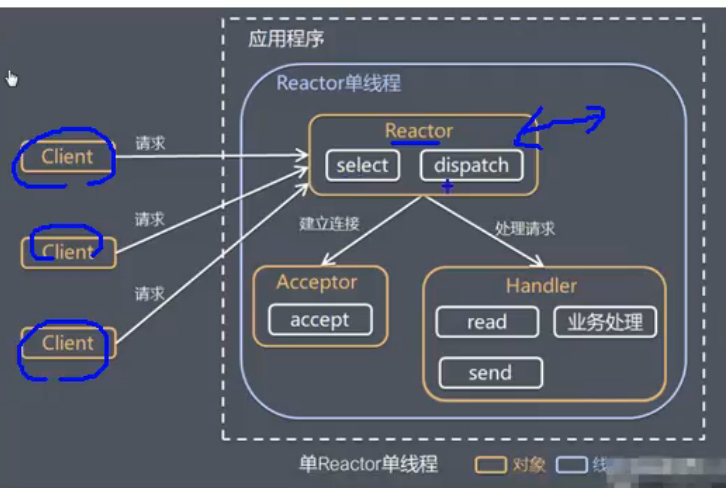 应用程序
Reactor单线程
Reactor
select
dispatch
Client
请求
Client
请求
Client
请求
建立连接
处理请求
Acceptor
accept
Handler
read
业务处理
send
单Reactor单线程
对象
线